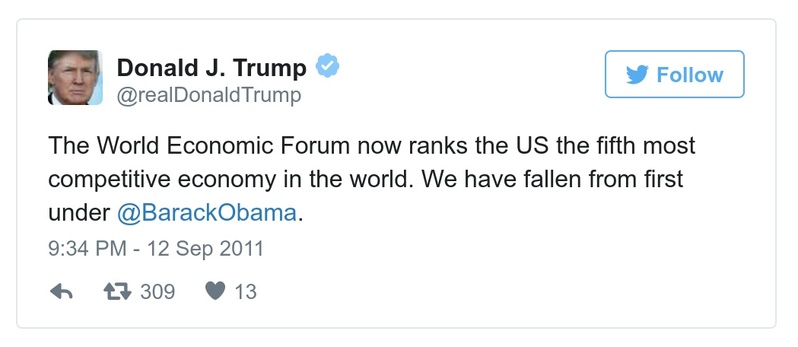 Donald J. Trump
@realDonaldTrump
Follow
The World Economic Forum now ranks the US the fifth most
competitive economy in the world. We have fallen from first
under @BarackObama.
9:34 PM - 12 Sep 2011
309 13